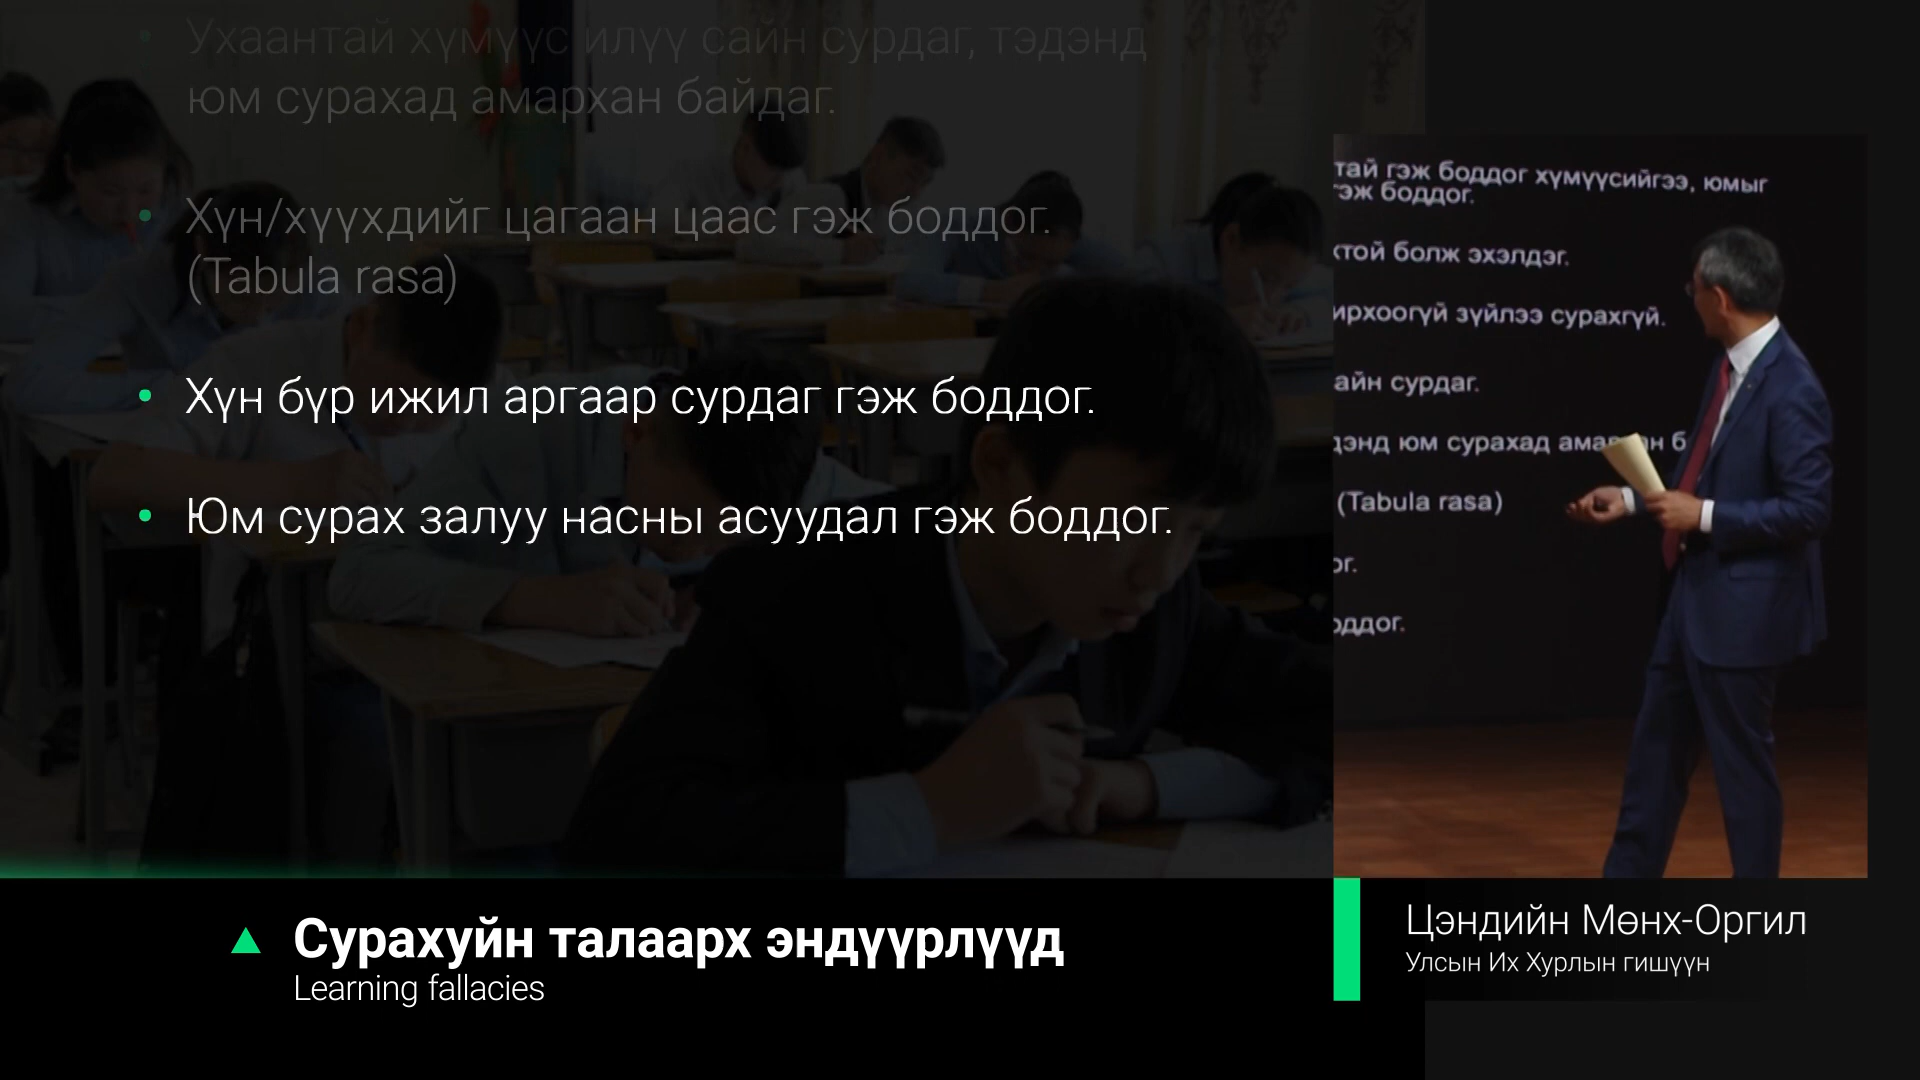 Ухаантай хүмүүс илүү сайн сурдаг, тэдэнд
юм сурахад амархан байдаг.
Хүн/хүүхдийг цагаан цаас гэж боддог.
(Tabula rasa)
Хүн бүр ижил аргаар сурдаг гэж боддог.
Юм сурах залуу насны асуудал гэж боддог.
тай гэж боддог хүмүүсийгээ, юмыг
гэж боддог.
ктой болж эхэлдэг.
ирхоогүй зүйлээ сурахгүй.
айн сурдаг.
дэнд юм сурахад
(Tabula rasa)
ог.
оддог.
Сурахуйн талаарх эндүүрлүүд
Learning fallacies
Цэндийн Мөнх-Оргил
Улсын Их Хурлын гишүүн